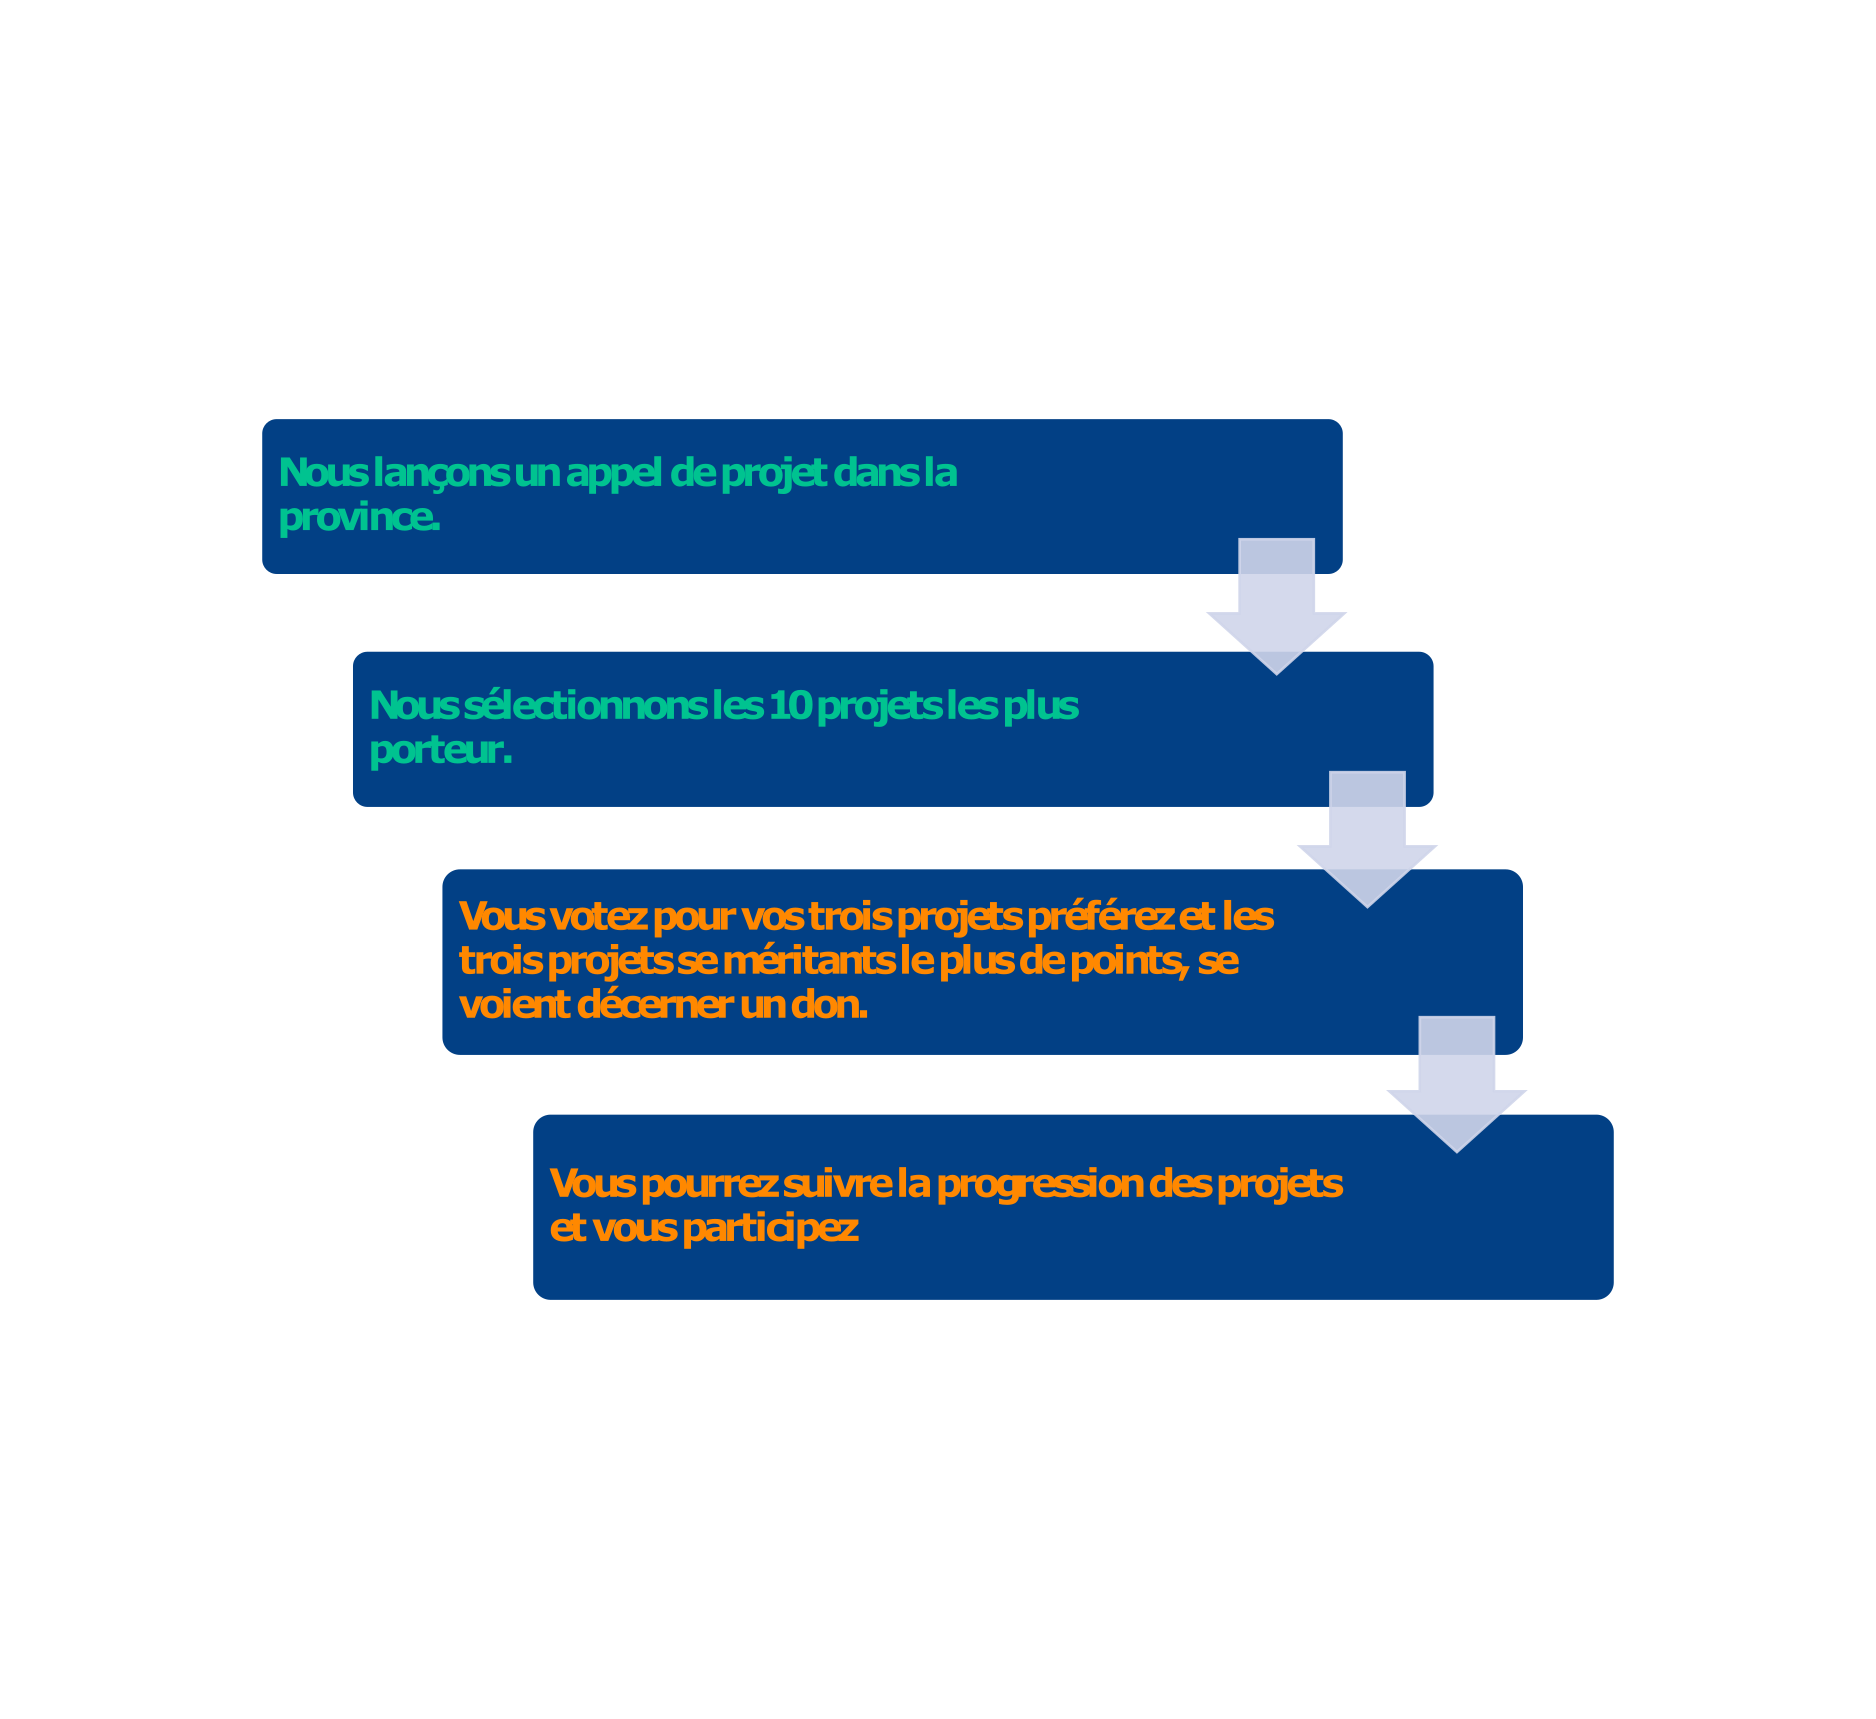 Nous lançons un appel de projet dans la
province.
Nous sélectionnons les 10 projets les plus
porteur.
Vous votez pour vos trois projets préférez et les
trois projets se méritants le plus de points, se
voient décerner un don.
Vous pourrez suivre la progression des projets
et vous participez